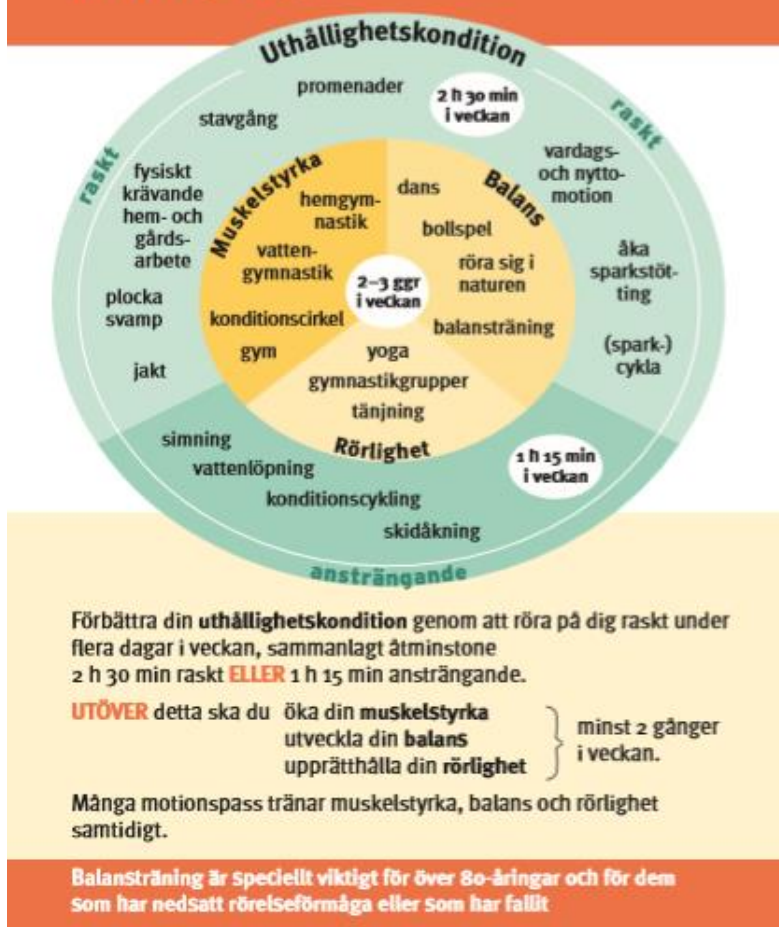 Uthållighetskondition
promenader
2 h 30 min
i veckan
stavgång
raskt
raskt
fysiskt
krävande
hem- och
gårds-
arbete
vardags-
och nytto-
motion
Muskelstyrka
hemgym-
nastik
dans
Balans
bollspel
vatten-
gymnastik
röra sig i
naturen
2–3 ggr
i veckan
åka
sparkstöt-
ting
plocka
svamp
konditionscirkel
balansträning
gym
yoga
gymnastikgrupper
tänjning
(spark-)
cykla
jakt
Rörlighet
simning
vattenlöpning
konditionscykling
skidåkning
1 h 15 min
i veckan
ansträngande
Förbättra din uthållighetskondition genom att röra på dig raskt under
flera dagar i veckan, sammanlagt åtminstone
2 h 30 min raskt ELLER 1 h 15 min ansträngande.
UTÖVER detta ska du öka din muskelstyrka
utveckla din balans
upprätthålla din rörlighet
minst 2 gånger
i veckan.
Många motionspass tränar muskelstyrka, balans och rörlighet
samtidigt.
Balansträning är speciellt viktigt för över 80-åringar och för dem
som har nedsatt rörelseförmåga eller som har fallit